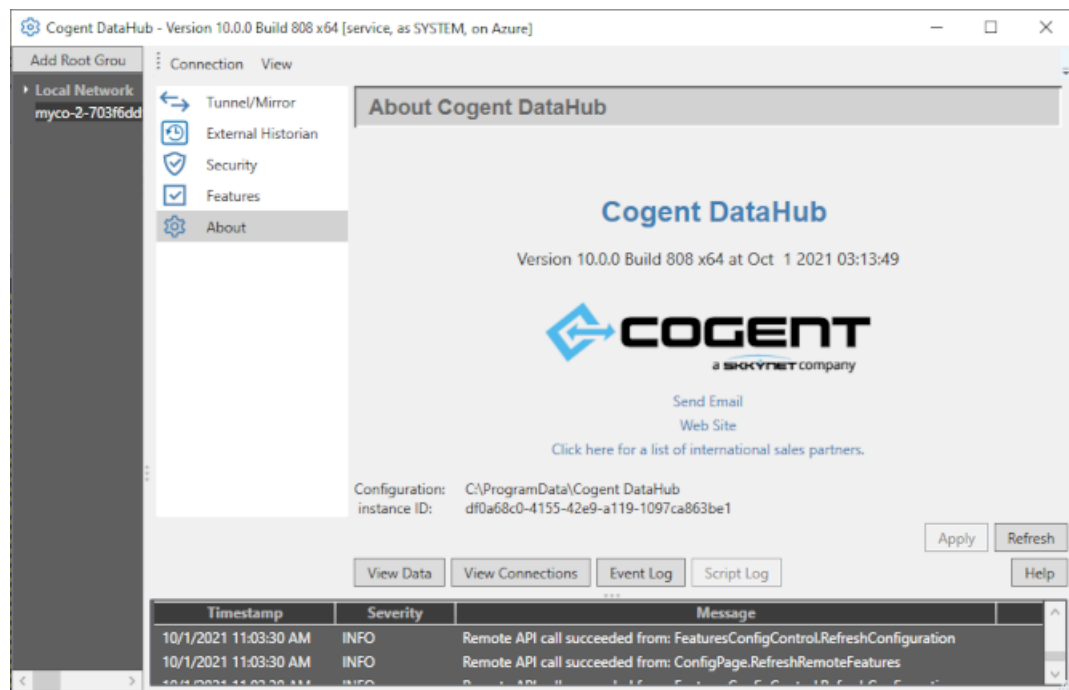 Cogent DataHub - Version 10.0.0 Build 808 x64 [service, as SYSTEM, on Azure]
Add Root Grou
Connection View
Local Network
myco-2-703f6dd
Tunnel/Mirror
External Historian
Security
Features
About
About Cogent DataHub
Cogent DataHub
Version 10.0.0 Build 808 x64 at Oct 1 2021 03:13:49
COGENT
a SKKYNET company
Send Email
Web Site
Click here for a list of international sales partners.
Configuration: C:\ProgramData\Cogent DataHub
instance ID: df0a68c0-4155-42e9-a119-1097ca863be1
Apply Refresh
View Data View Connections Event Log Script Log Help
Timestamp Severity Message
10/1/2021 11:03:30 AM INFO Remote API call succeeded from: FeaturesConfigControl.RefreshConfiguration
10/1/2021 11:03:30 AM INFO Remote API call succeeded from: ConfigPage.RefreshRemoteFeatures